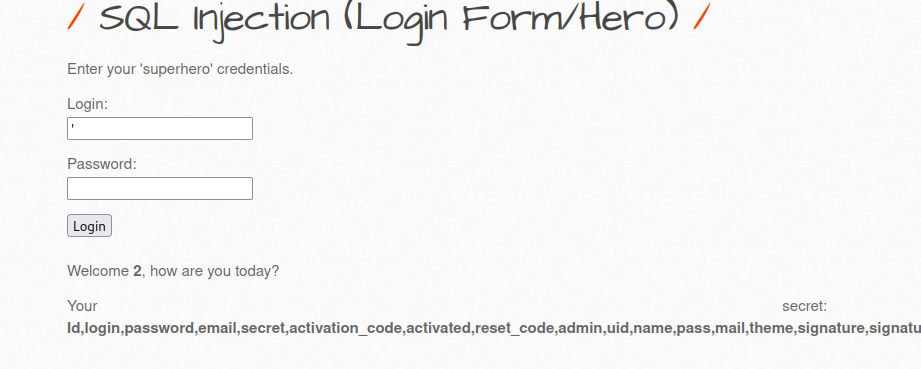 / SQL Injection (Login Form/Hero) /
Enter your 'superhero' credentials.
Login:
'
Password:
Login
Welcome 2, how are you today?
Your secret:
Id,login,password,email,secret,activation_code,activated,reset_code,admin,uid,name,pass,mail,theme,signature,signatu